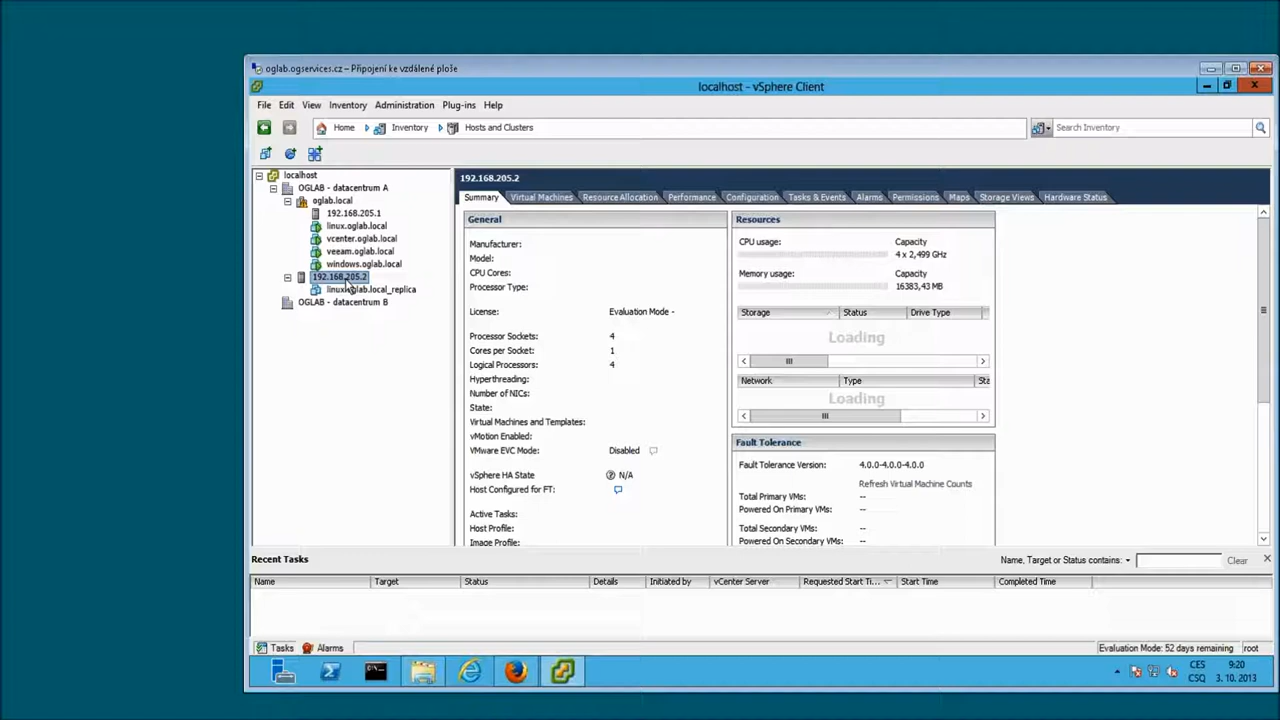 oglab.ogservices.cz – Připojení ke vzdálené ploše
localhost - vSphere Client
File Edit View Inventory Administration Plug-ins Help
Home Inventory Hosts and Clusters Search Inventory
localhost
OGLAB - datacentrum A
oglab.local
192.168.205.1
linux.oglab.local
vcenter.oglab.local
veeam.oglab.local
windows.oglab.local
192.168.205.2
linux.oglab.local_replica
OGLAB - datacentrum B
192.168.205.2
Summary Virtual Machines Resource Allocation Performance Configuration Tasks & Events Alarms Permissions Maps Storage Views Hardware Status
General
Manufacturer:
Model:
CPU Cores:
Processor Type:
License: Evaluation Mode -
Processor Sockets: 4
Cores per Socket: 1
Logical Processors: 4
Hyperthreading:
Number of NICs:
State:
Virtual Machines and Templates:
vMotion Enabled:
VMware EVC Mode: Disabled
vSphere HA State N/A
Host Configured for FT:
Active Tasks:
Host Profile:
Image Profile:
Resources
CPU usage: Capacity
4 x 2,499 GHz
Memory usage: Capacity
16383,43 MB
Storage Status Drive Type
Loading
Network Type Sta
Loading
Fault Tolerance
Fault Tolerance Version: 4.0.0-4.0.0-4.0.0
Refresh Virtual Machine Counts
Total Primary VMs: --
Powered On Primary VMs: --
Total Secondary VMs: --
Powered On Secondary VMs: --
Recent Tasks Name, Target or Status contains: Clear
Name Target Status Details Initiated by vCenter Server Requested Start Ti... Start Time Completed Time
Tasks Alarms Evaluation Mode: 52 days remaining root
CES 9:20
CSQ 3. 10. 2013